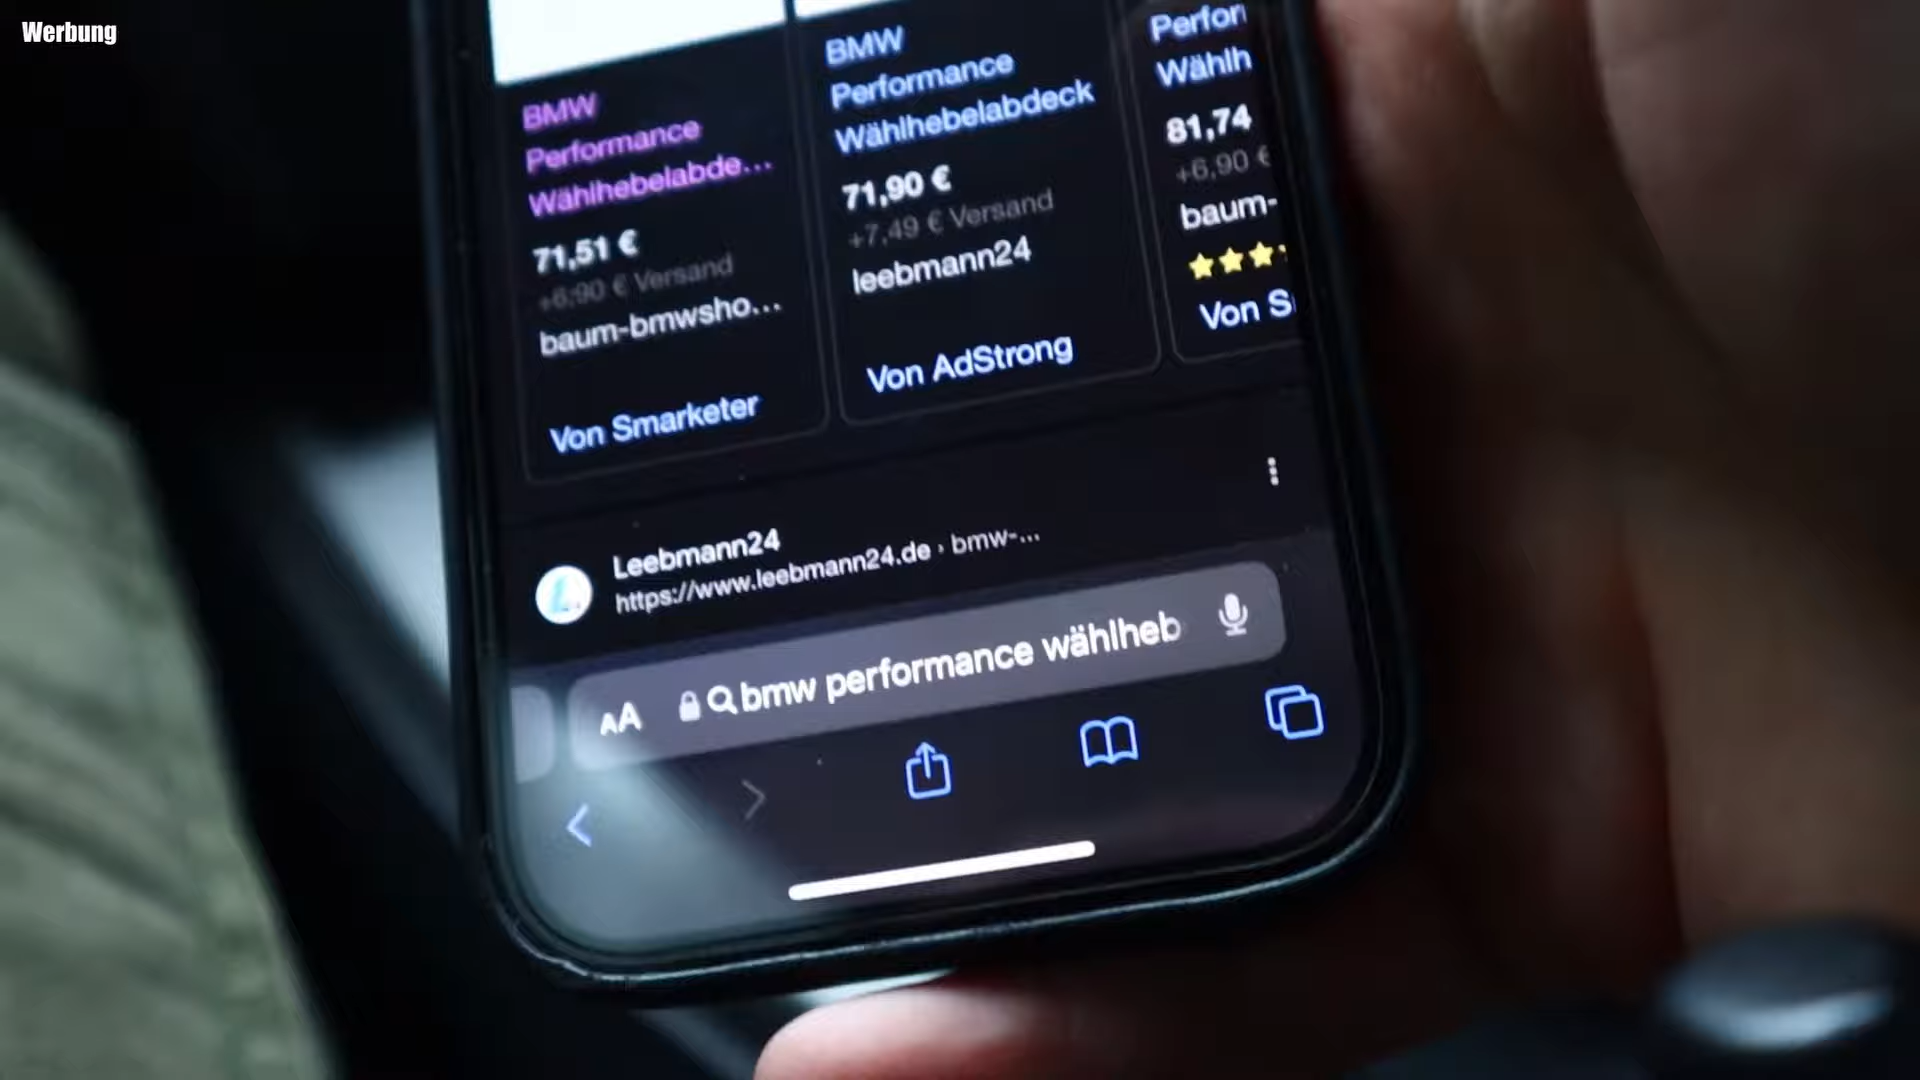 Werbung
BMW
Performance
Wählhebelabde...
71,51 €
+6,90 € Versand
baum-bmwsho...
Von Smarketer
BMW
Performance
Wählhebelabdeck
71,90 €
+7,49 € Versand
leebmann24
Von AdStrong
Perfor
Wählh
81,74
+6,90 €
baum-
Von S
Leebmann24
https://www.leebmann24.de › bmw-...
AA bmw performance wählheb